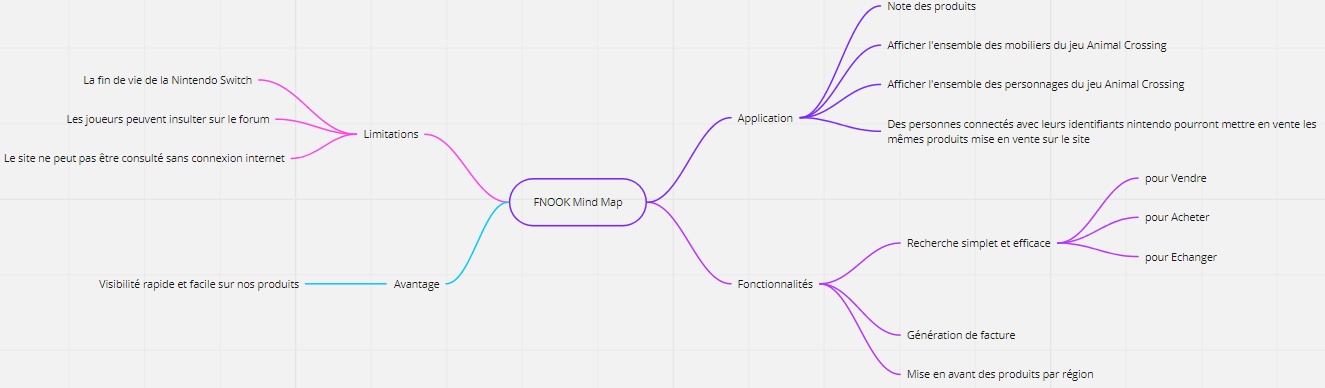 FNOOK Mind Map
Limitations
La fin de vie de la Nintendo Switch
Les joueurs peuvent insulter sur le forum
Le site ne peut pas être consulté sans connexion internet
Avantage
Visibilité rapide et facile sur nos produits
Application
Note des produits
Afficher l'ensemble des mobiliers du jeu Animal Crossing
Afficher l'ensemble des personnages du jeu Animal Crossing
Des personnes connectés avec leurs identifiants nintendo pourront mettre en vente les
mêmes produits mise en vente sur le site
Fonctionnalités
Recherche simplet et efficace
pour Vendre
pour Acheter
pour Echanger
Génération de facture
Mise en avant des produits par région